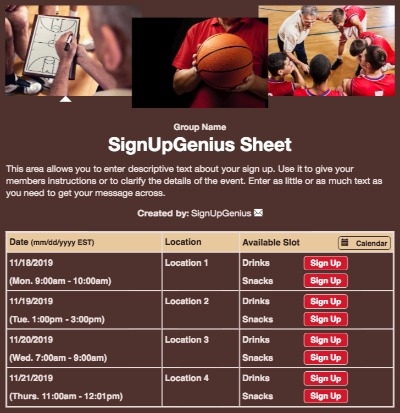 Group Name
SignUpGenius Sheet
This area allows you to enter descriptive text about your sign up. Use it to give your
members instructions or to clarify the details of the event. Enter as little or as much text as
you need to get your message across.
Created by: SignUpGenius
Date (mm/dd/yyyy EST) Location Available Slot Calendar
11/18/2019 Location 1 Drinks Sign Up
(Mon. 9:00am - 10:00am) Snacks Sign Up
11/19/2019 Location 2 Drinks Sign Up
(Tue. 1:00pm - 3:00pm) Snacks Sign Up
11/20/2019 Location 3 Drinks Sign Up
(Wed. 7:00am - 9:00am) Snacks Sign Up
11/21/2019 Location 4 Drinks Sign Up
(Thurs. 11:00am - 12:01pm) Snacks Sign Up